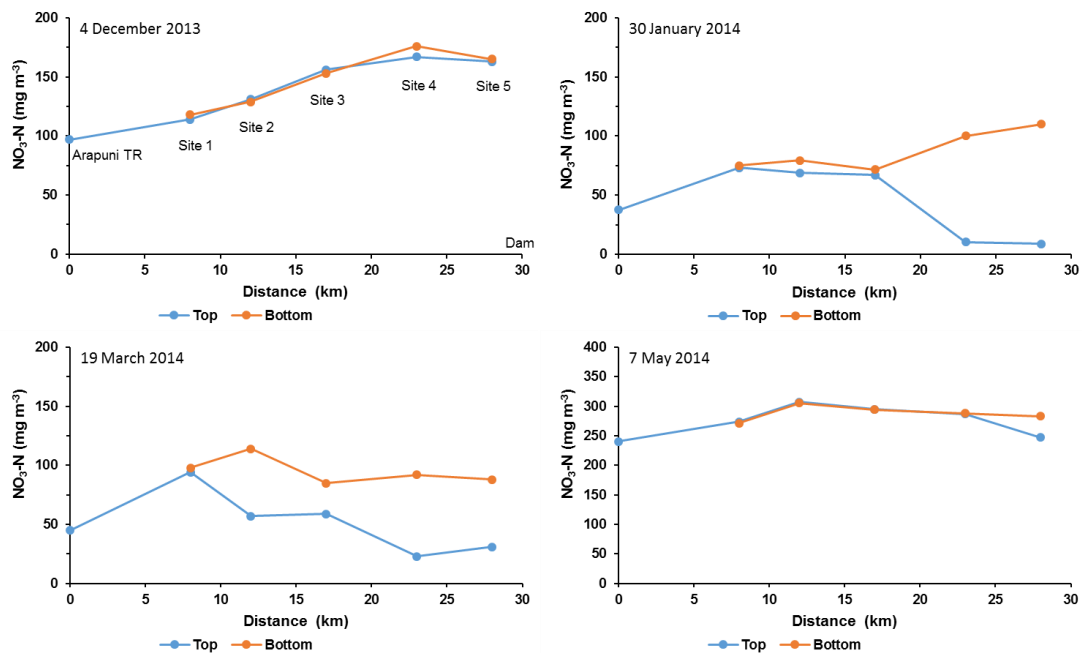 4 December 2013
NO3-N (mg m-3)
200
150
100
50
0
Arapuni TR
Site 1
Site 2
Site 3
Site 4
Site 5
Dam
0 5 10 15 20 25 30
Distance (km)
Top Bottom
30 January 2014
NO3-N (mg m-3)
200
150
100
50
0
0 5 10 15 20 25 30
Distance (km)
Top Bottom
19 March 2014
NO3-N (mg m-3)
200
150
100
50
0
0 5 10 15 20 25 30
Distance (km)
Top Bottom
7 May 2014
NO3-N (mg m-3)
400
350
300
250
200
150
100
50
0
0 5 10 15 20 25 30
Distance (km)
Top Bottom